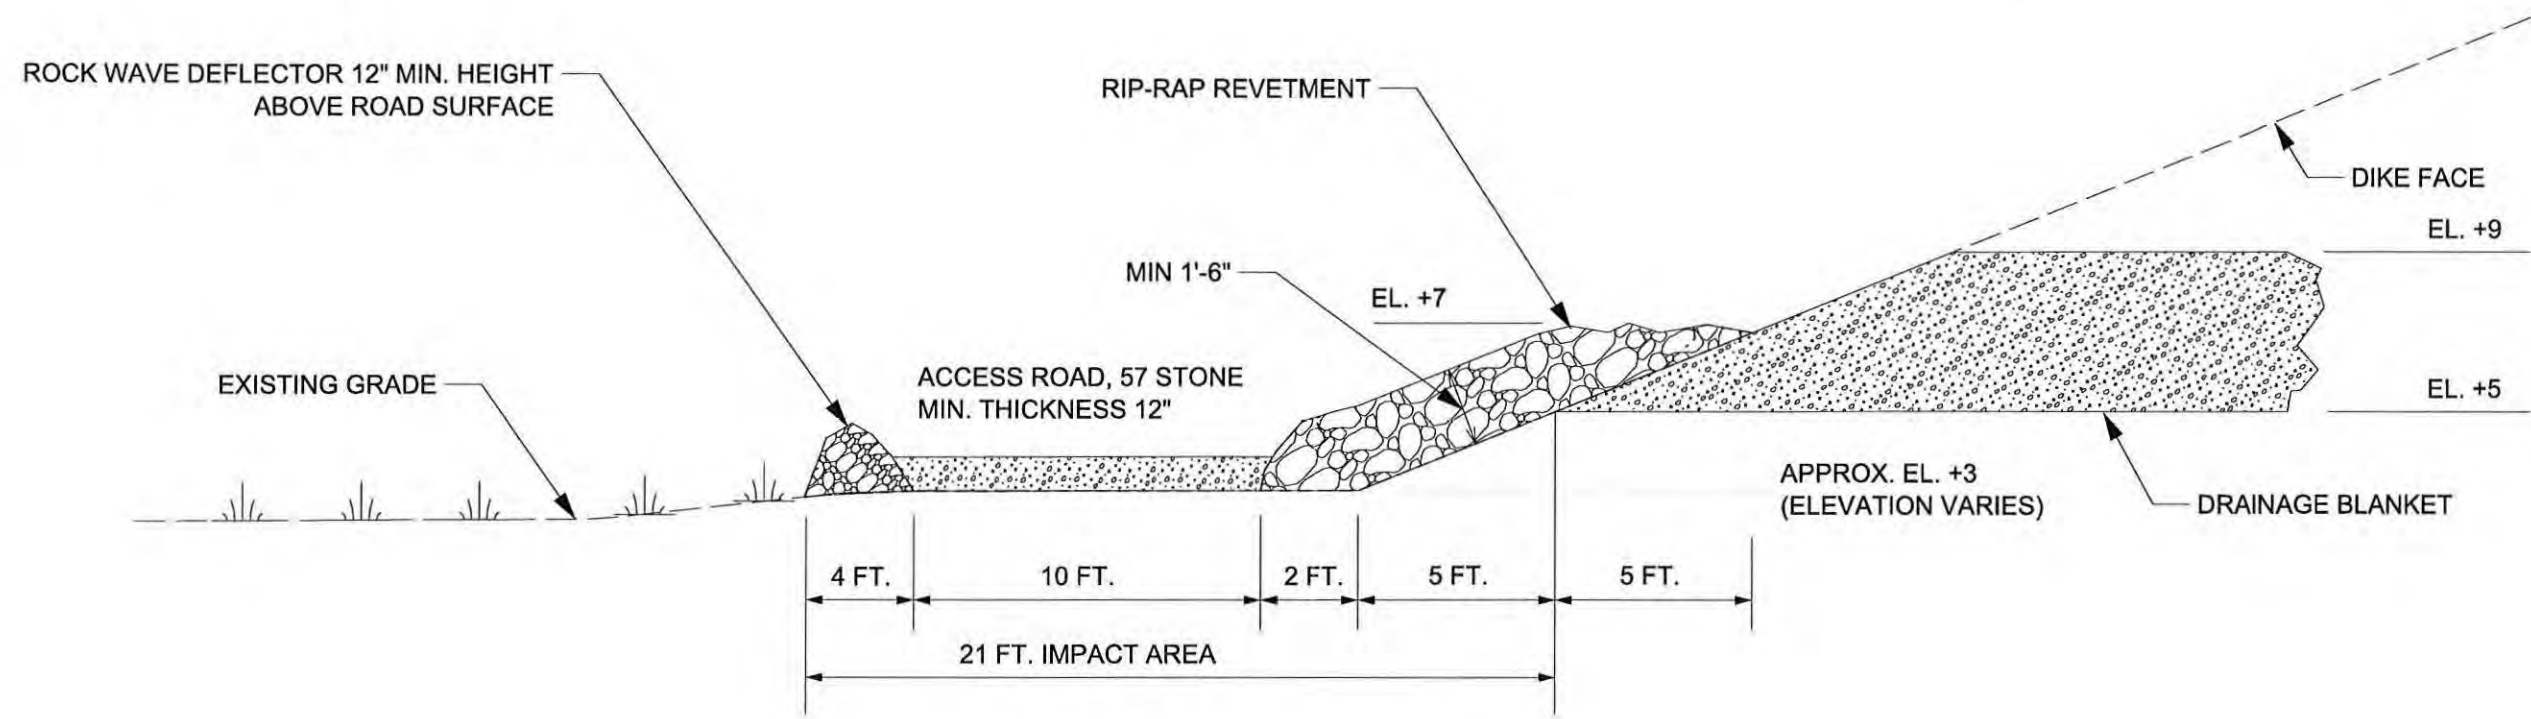 ROCK WAVE DEFLECTOR 12" MIN. HEIGHT
ABOVE ROAD SURFACE
RIP-RAP REVETMENT
DIKE FACE
EL. +9
MIN 1'-6"
EL. +7
EXISTING GRADE
ACCESS ROAD, 57 STONE
MIN. THICKNESS 12"
EL. +5
APPROX. EL. +3
(ELEVATION VARIES)
DRAINAGE BLANKET
4 FT.
10 FT.
2 FT.
5 FT.
5 FT.
21 FT. IMPACT AREA